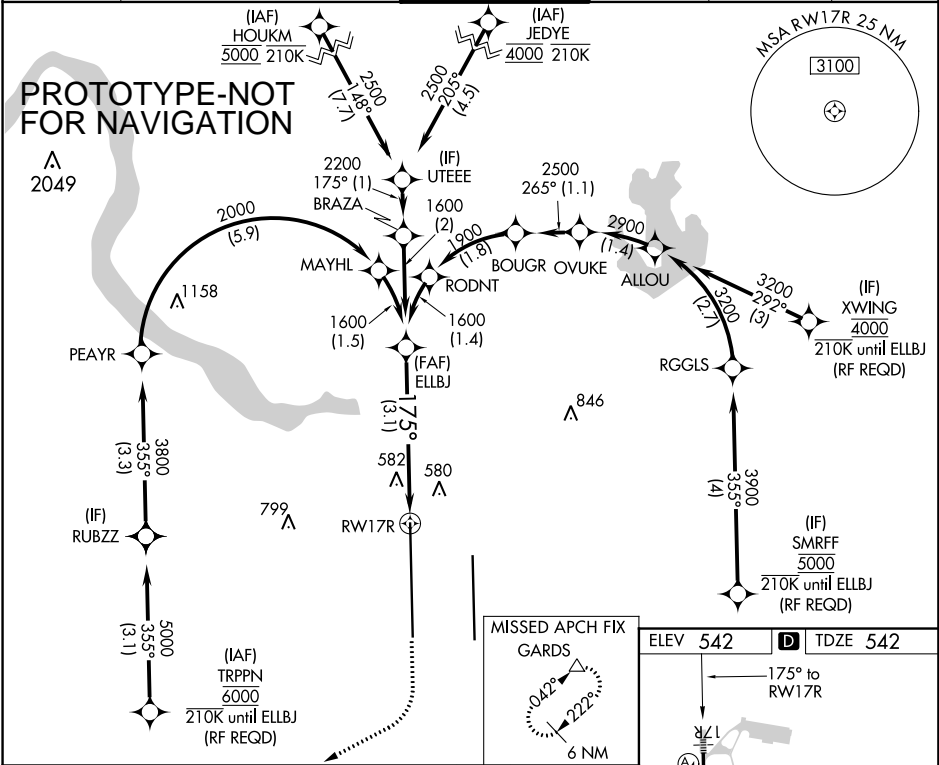 (IAF)
HOUKM
5000 210K
(IAF)
JEDYE
4000 210K
MSA RW17R 25 NM
3100
PROTOTYPE-NOT
FOR NAVIGATION
2049
2500
148°
(7.7)
2500
205°
(4.5)
2200
175° (1)
BRAZA
(IF)
UTEEE
1600
(2)
2500
265° (1.1)
2000
(5.9)
1900
(1.8)
2900
(1.4)
MAYHL
RODNT
BOUGR
OVUKE
ALLOU
1158
3200
292°
(3)
(IF)
XWING
4000
210K until ELLBJ
(RF REQD)
3200
(2.7)
1600
(1.5)
1600
(1.4)
PEAYR
(FAF)
ELLBJ
RGGLS
175°
(3.1)
846
3800
355°
(3.3)
582
580
3900
355°
(4)
(IF)
RUBZZ
799
RW17R
(IF)
SMRFF
5000
210K until ELLBJ
(RF REQD)
5000
355°
(3.1)
(IAF)
TRPPN
6000
210K until ELLBJ
(RF REQD)
MISSED APCH FIX
GARDS
042°
222°
6 NM
ELEV 542 D TDZE 542
175° to
RW17R
17R